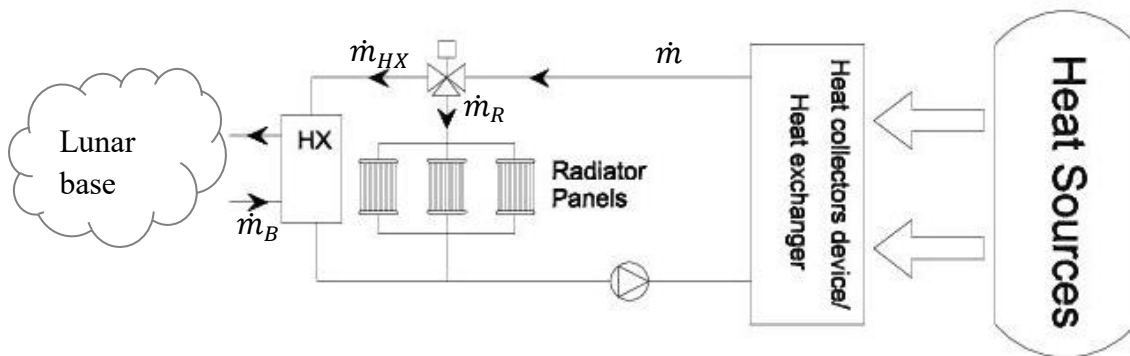 ṁ_HX
ṁ
ṁ_R
Lunar
base
HX
ṁ_B
Radiator
Panels
Heat collectors device/
Heat exchanger
Heat Sources